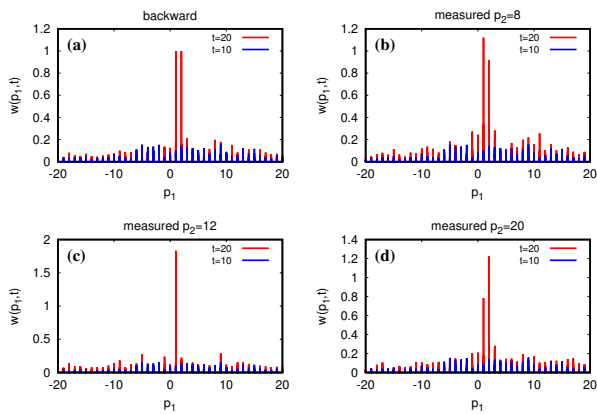 backward
(a)
t=20
t=10
w(p₁,t)
1.2
1
0.8
0.6
0.4
0.2
0
-20 -10 0 10 20
p₁
measured p₂=8
(b)
t=20
t=10
w(p₁,t)
1.2
1
0.8
0.6
0.4
0.2
0
-20 -10 0 10 20
p₁
measured p₂=12
(c)
t=20
t=10
w(p₁,t)
2
1.5
1
0.5
0
-20 -10 0 10 20
p₁
measured p₂=20
(d)
t=20
t=10
w(p₁,t)
1.4
1.2
1
0.8
0.6
0.4
0.2
0
-20 -10 0 10 20
p₁